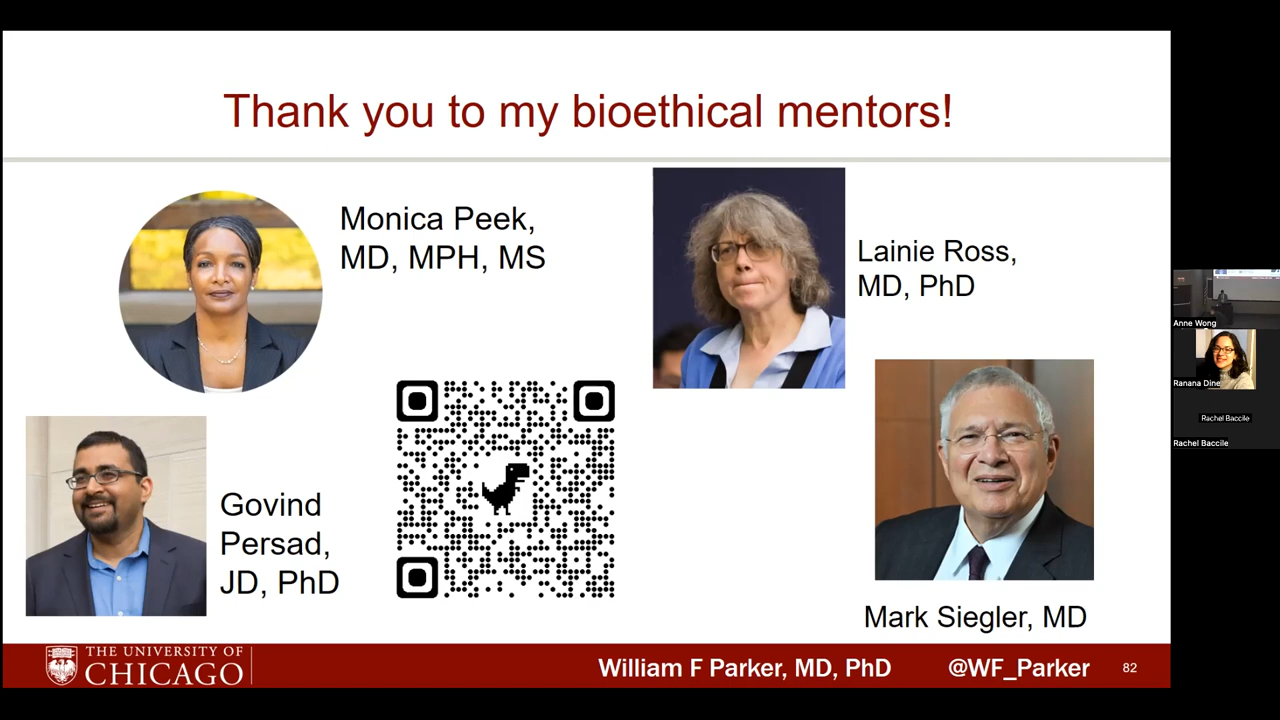 Thank you to my bioethical mentors!
Monica Peek,
MD, MPH, MS
Lainie Ross,
MD, PhD
Govind
Persad,
JD, PhD
Mark Siegler, MD
THE UNIVERSITY OF
CHICAGO
William F Parker, MD, PhD
@WF_Parker
82
Anne Wong
Ranana Dine
Rachel Baccile
Rachel Baccile